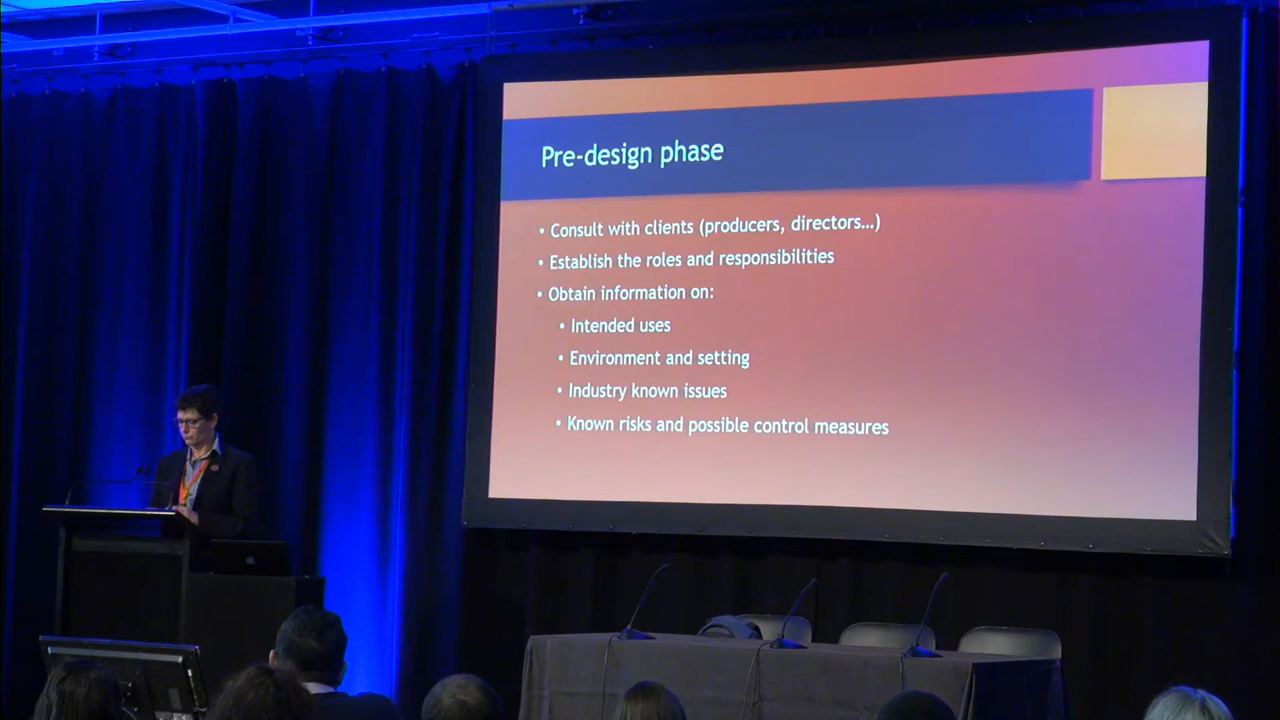 Pre-design phase
• Consult with clients (producers, directors...)
• Establish the roles and responsibilities
• Obtain information on:
• Intended uses
• Environment and setting
• Industry known issues
• Known risks and possible control measures